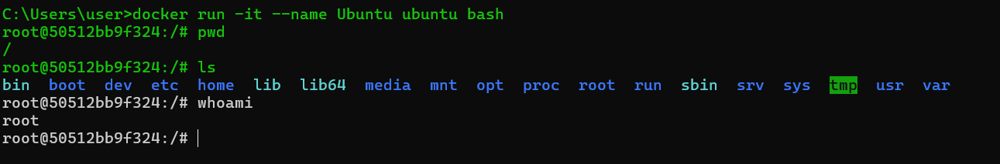 C:\Users\user>docker run -it --name Ubuntu ubuntu bash
root@50512bb9f324:/# pwd
/
root@50512bb9f324:/# ls
bin  boot  dev  etc  home  lib  lib64  media  mnt  opt  proc  root  run  sbin  srv  sys  tmp  usr  var
root@50512bb9f324:/# whoami
root
root@50512bb9f324:/#